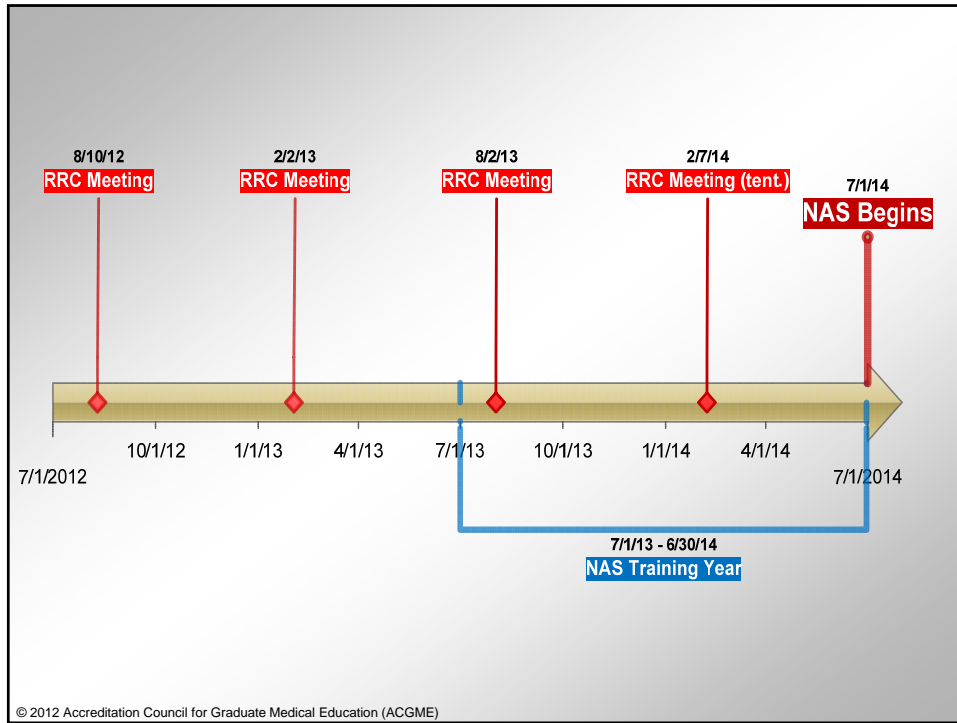 8/10/12
RRC Meeting
2/2/13
RRC Meeting
8/2/13
RRC Meeting
2/7/14
RRC Meeting (tent.)
7/1/14
NAS Begins
10/1/12
1/1/13
4/1/13
7/1/13
10/1/13
1/1/14
4/1/14
7/1/2012
7/1/2014
7/1/13 - 6/30/14
NAS Training Year
© 2012 Accreditation Council for Graduate Medical Education (ACGME)